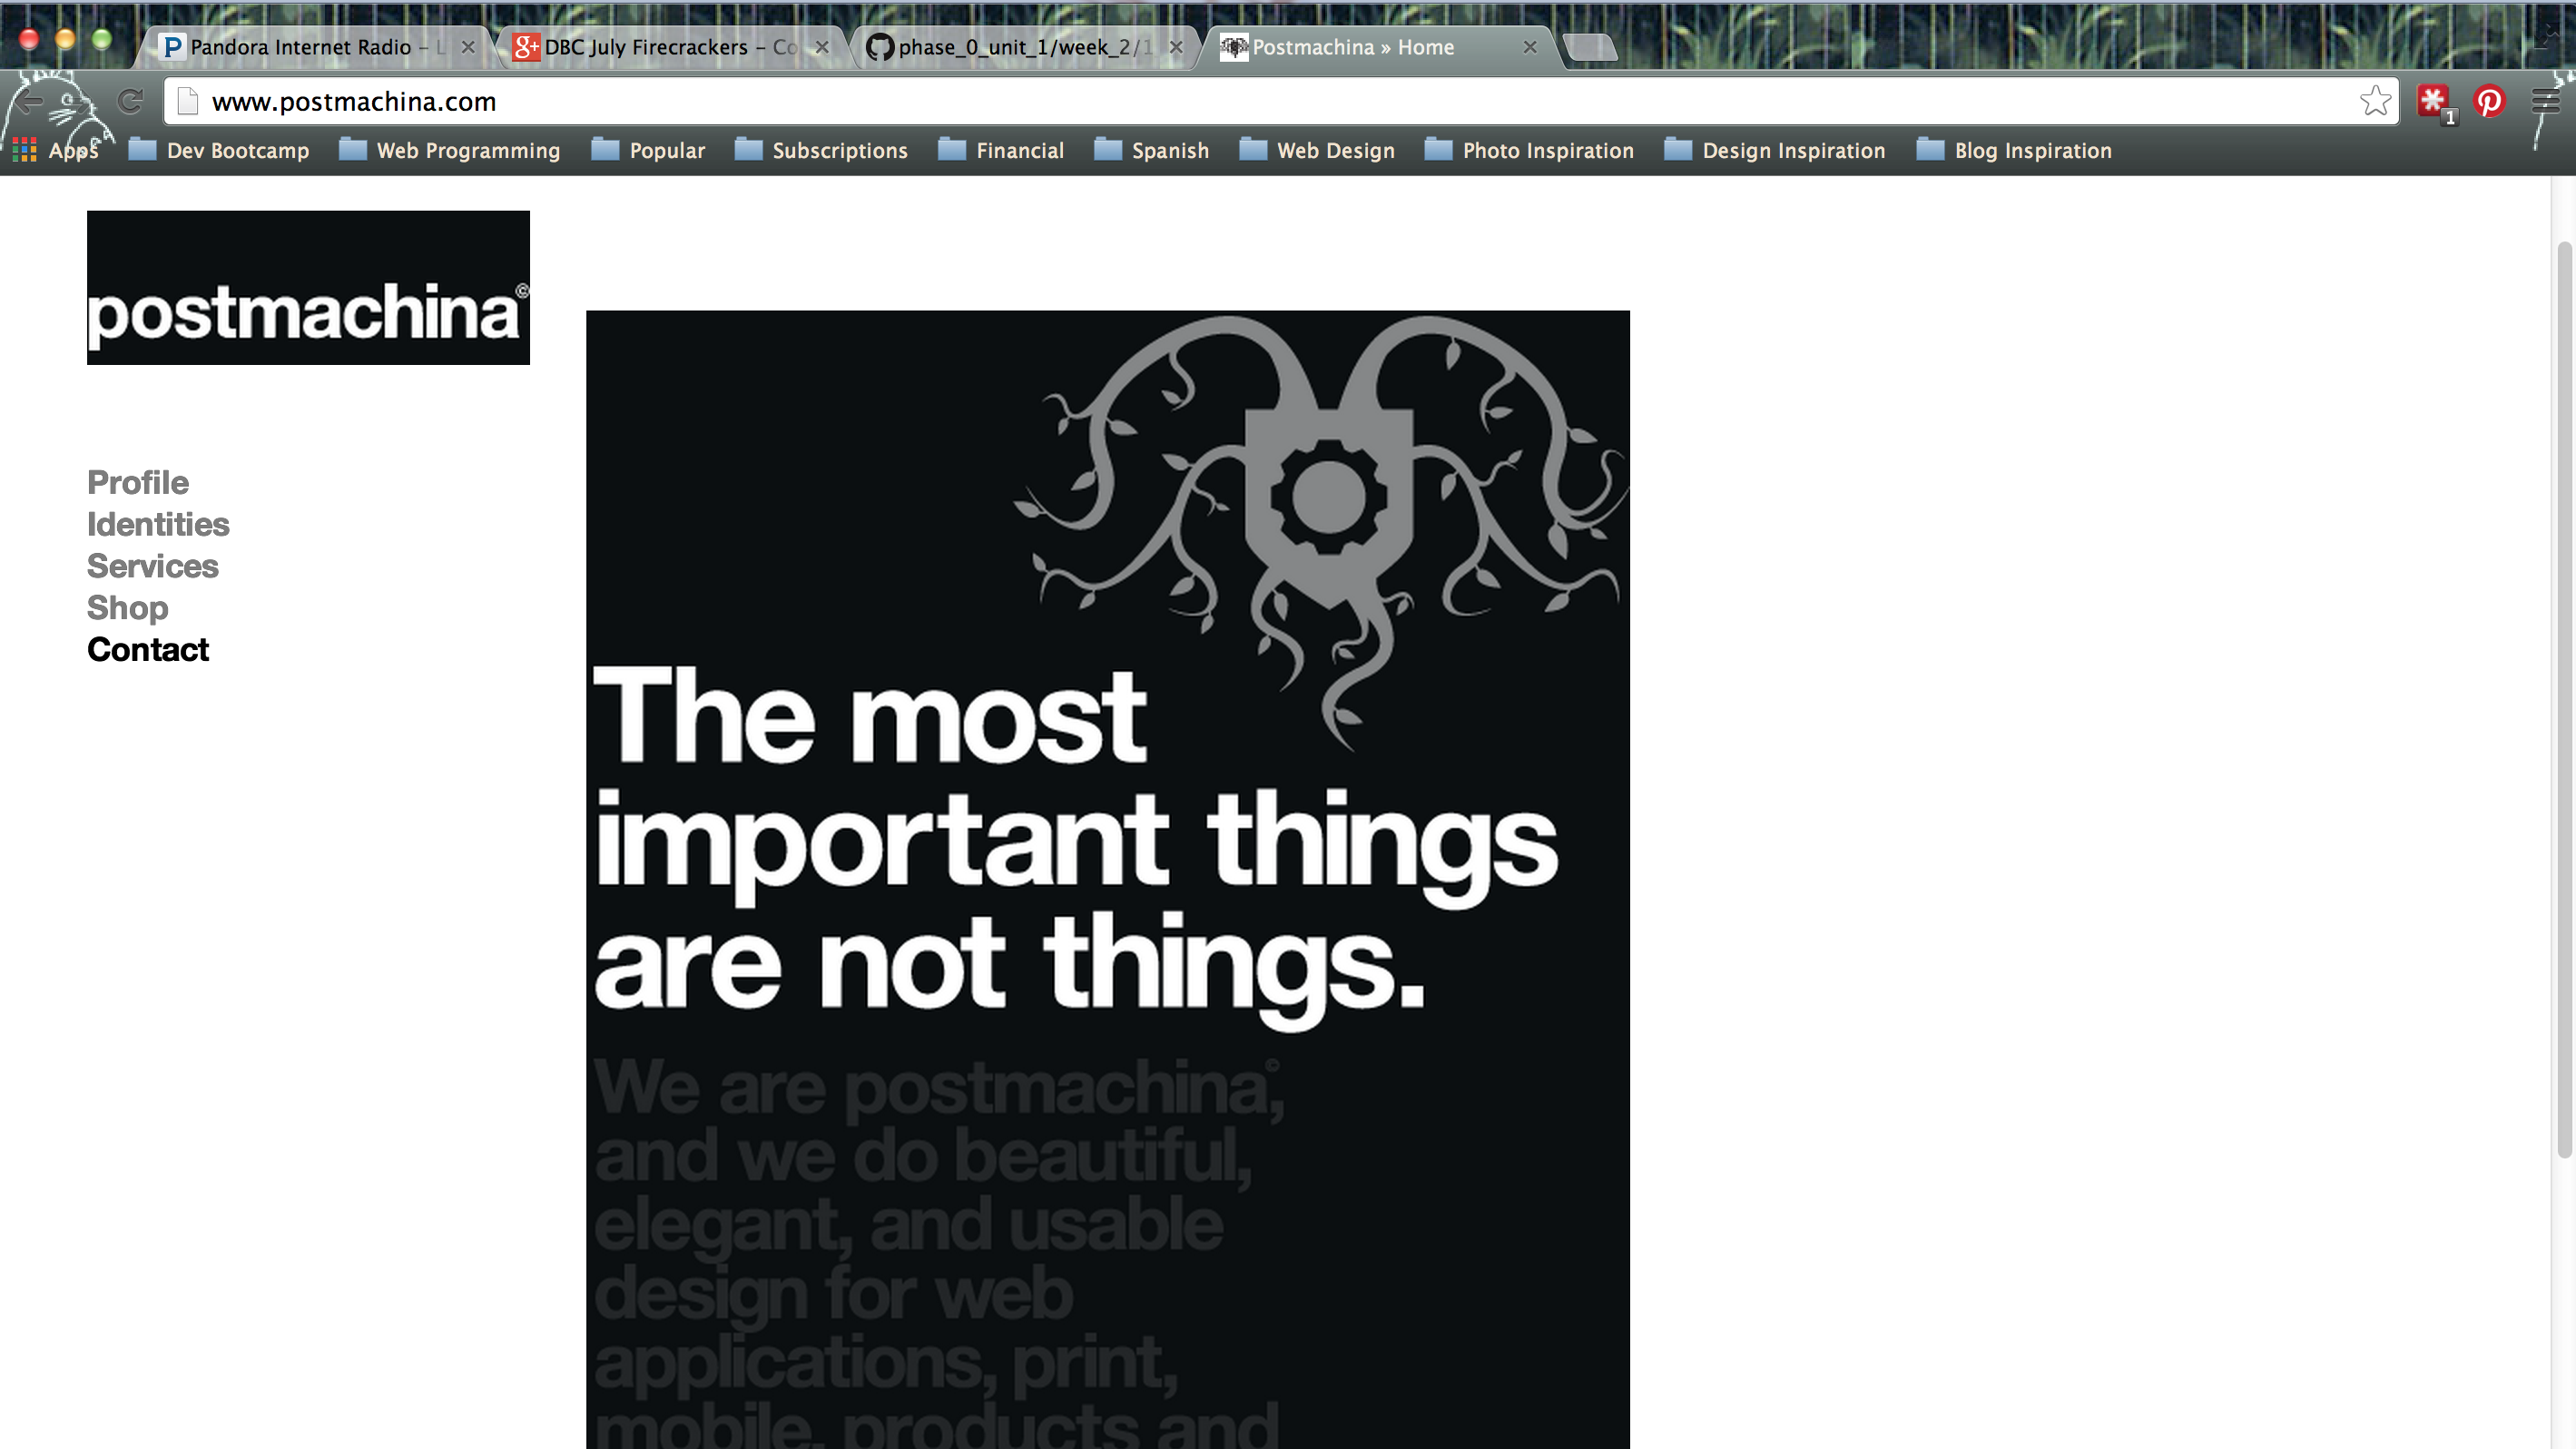 Pandora Internet Radio – L
DBC July Firecrackers – Co
phase_0_unit_1/week_2/1
Postmachina » Home
www.postmachina.com
1
Apps
Dev Bootcamp
Web Programming
Popular
Subscriptions
Financial
Spanish
Web Design
Photo Inspiration
Design Inspiration
Blog Inspiration
postmachina©
Profile
Identities
Services
Shop
Contact
The most
important things
are not things.
We are postmachina©,
and we do beautiful,
elegant, and usable
design for web
applications, print,
mobile, products and